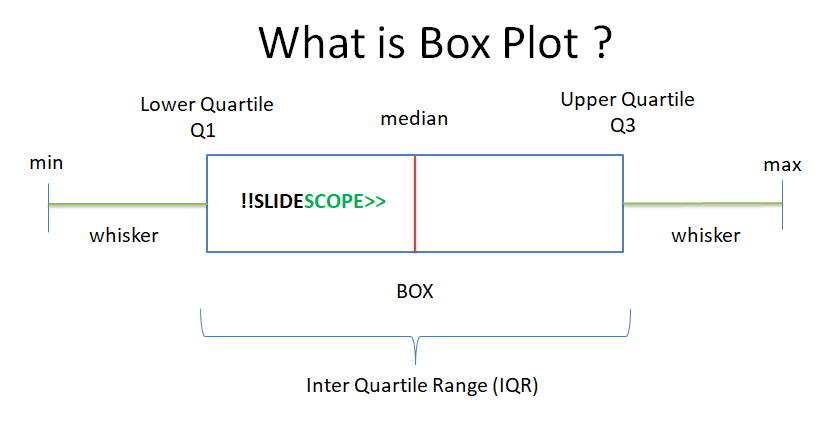 What is Box Plot ?
Lower Quartile
Q1
median
Upper Quartile
Q3
min
max
!!SLIDESCOPE>>
whisker
whisker
BOX
Inter Quartile Range (IQR)